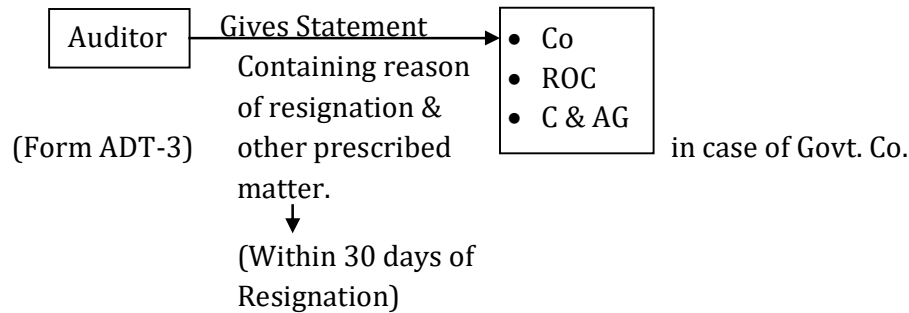 Auditor
Gives Statement
Containing reason
of resignation &
other prescribed
matter.
(Within 30 days of
Resignation)
• Co
• ROC
• C & AG
in case of Govt. Co.
(Form ADT-3)